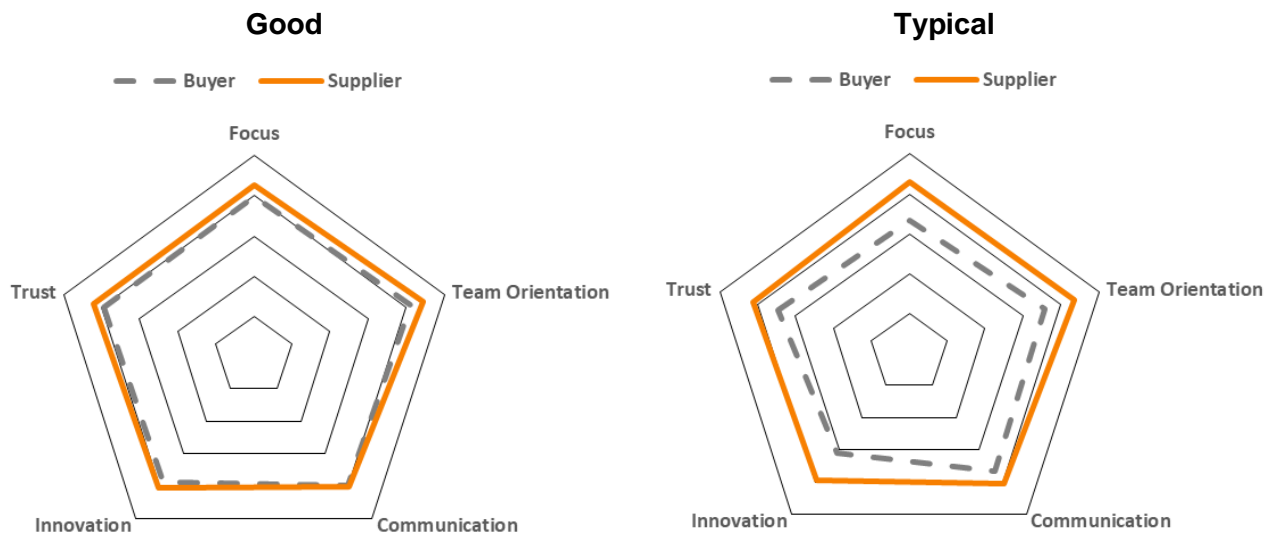 Good
Buyer
Supplier
Focus
Trust
Team Orientation
Innovation
Communication
Typical
Buyer
Supplier
Focus
Trust
Team Orientation
Innovation
Communication